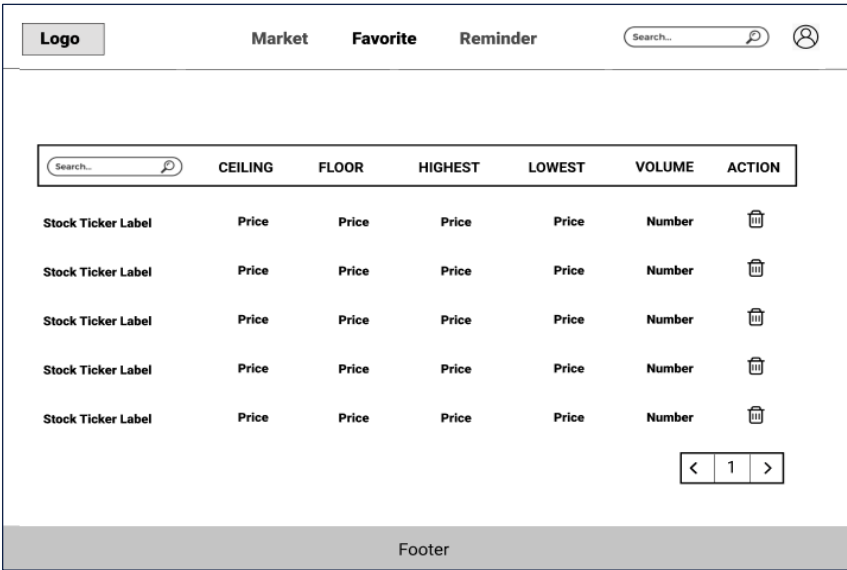 Logo Market Favorite Reminder Search...
Search... CEILING FLOOR HIGHEST LOWEST VOLUME ACTION
Stock Ticker Label Price Price Price Price Number
Stock Ticker Label Price Price Price Price Number
Stock Ticker Label Price Price Price Price Number
Stock Ticker Label Price Price Price Price Number
Stock Ticker Label Price Price Price Price Number
< 1 >
Footer